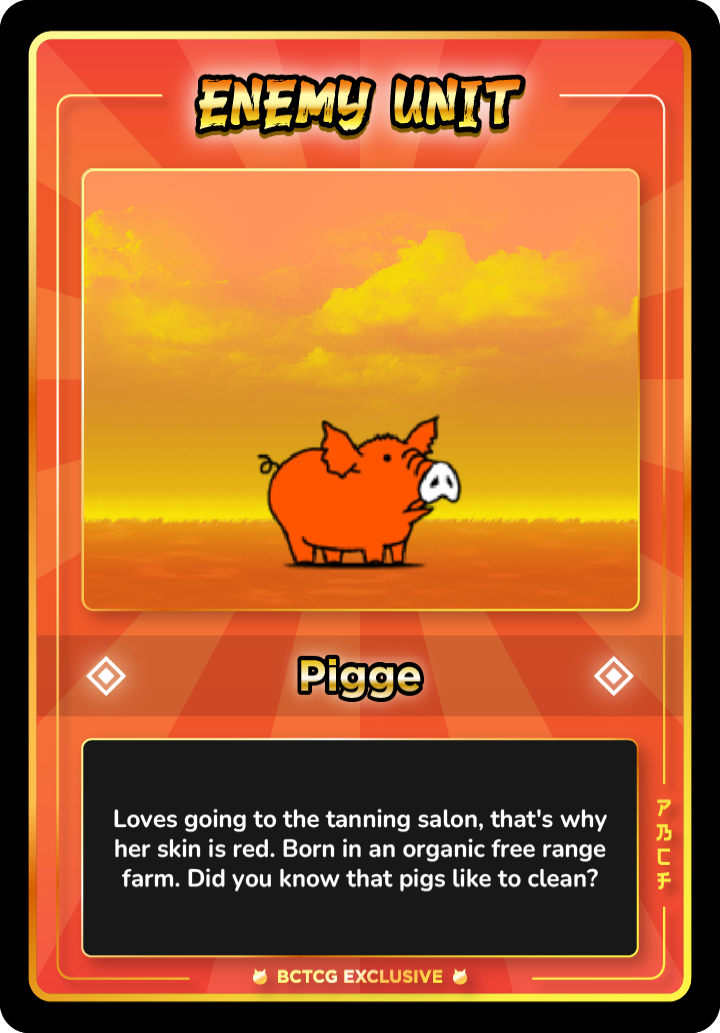 ENEMY UNIT
Pigge
Loves going to the tanning salon, that's why
her skin is red. Born in an organic free range
farm. Did you know that pigs like to clean?
BCTCG EXCLUSIVE